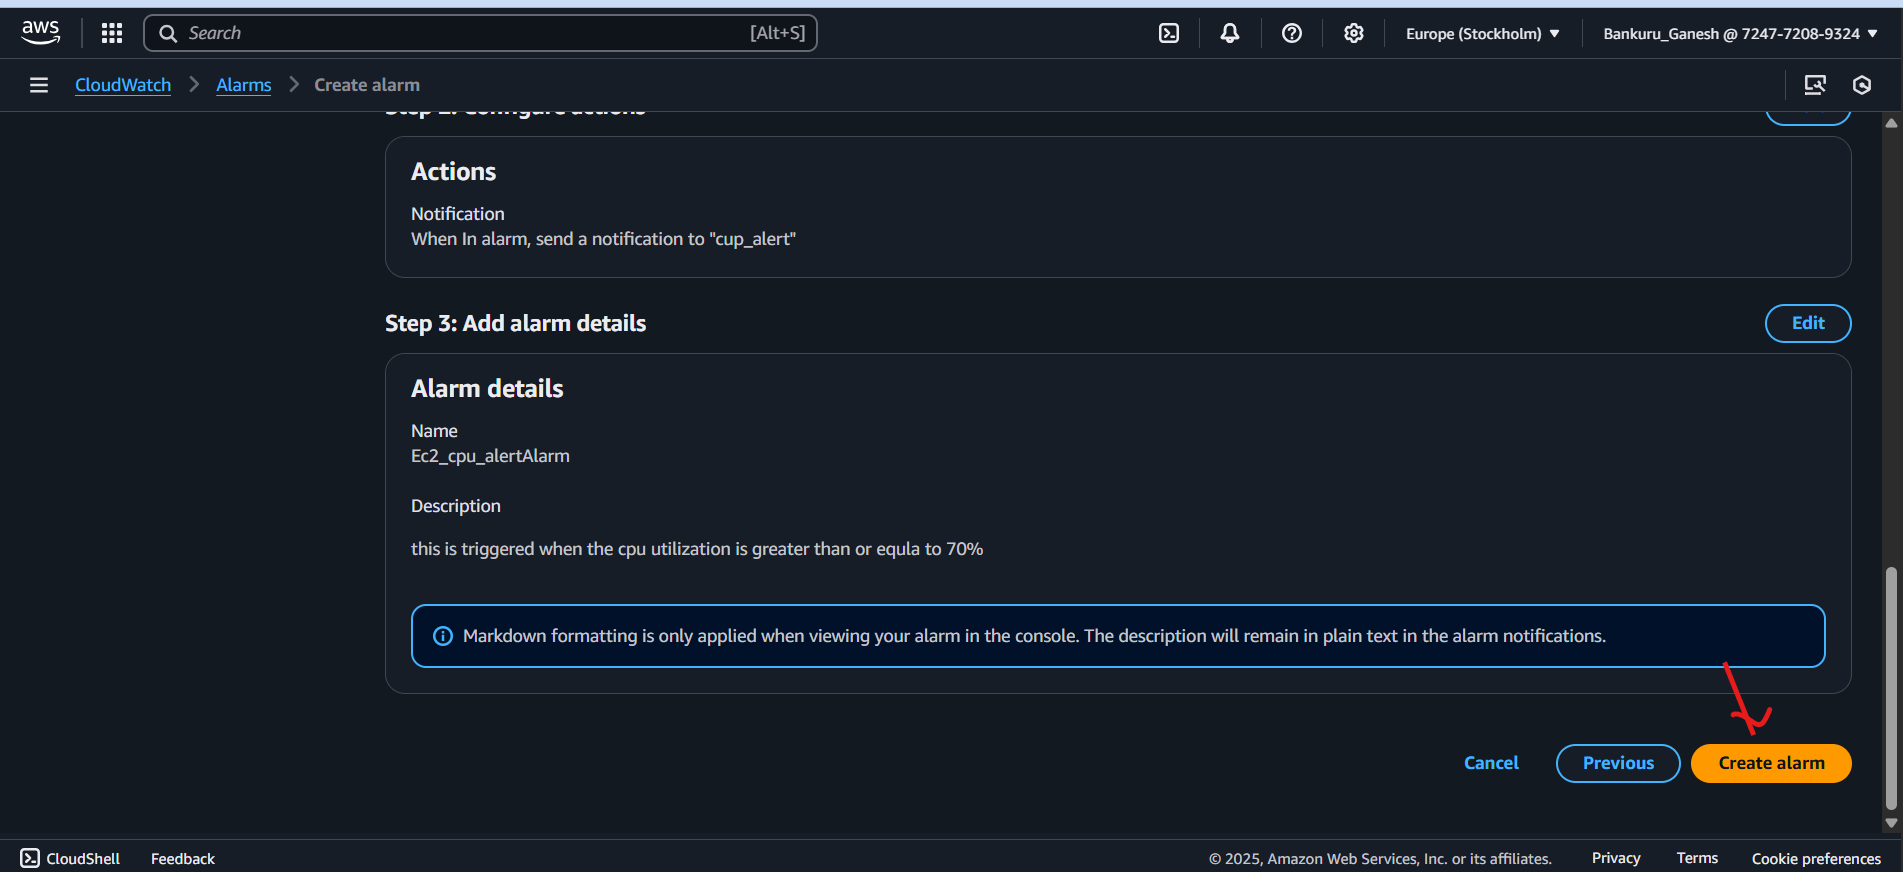 aws
Search [Alt+S]
Europe (Stockholm) Bankuru_Ganesh @ 7247-7208-9324
CloudWatch Alarms Create alarm
Step 2: Configure actions
Actions
Notification
When In alarm, send a notification to "cup_alert"
Step 3: Add alarm details
Edit
Alarm details
Name
Ec2_cpu_alertAlarm
Description
this is triggered when the cpu utilization is greater than or equla to 70%
Markdown formatting is only applied when viewing your alarm in the console. The description will remain in plain text in the alarm notifications.
Cancel Previous Create alarm
CloudShell Feedback © 2025, Amazon Web Services, Inc. or its affiliates. Privacy Terms Cookie preferences